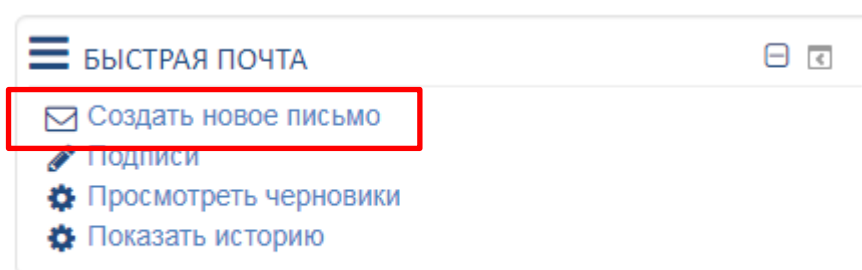 БЫСТРАЯ ПОЧТА
Создать новое письмо
Подписи
Просмотреть черновики
Показать историю